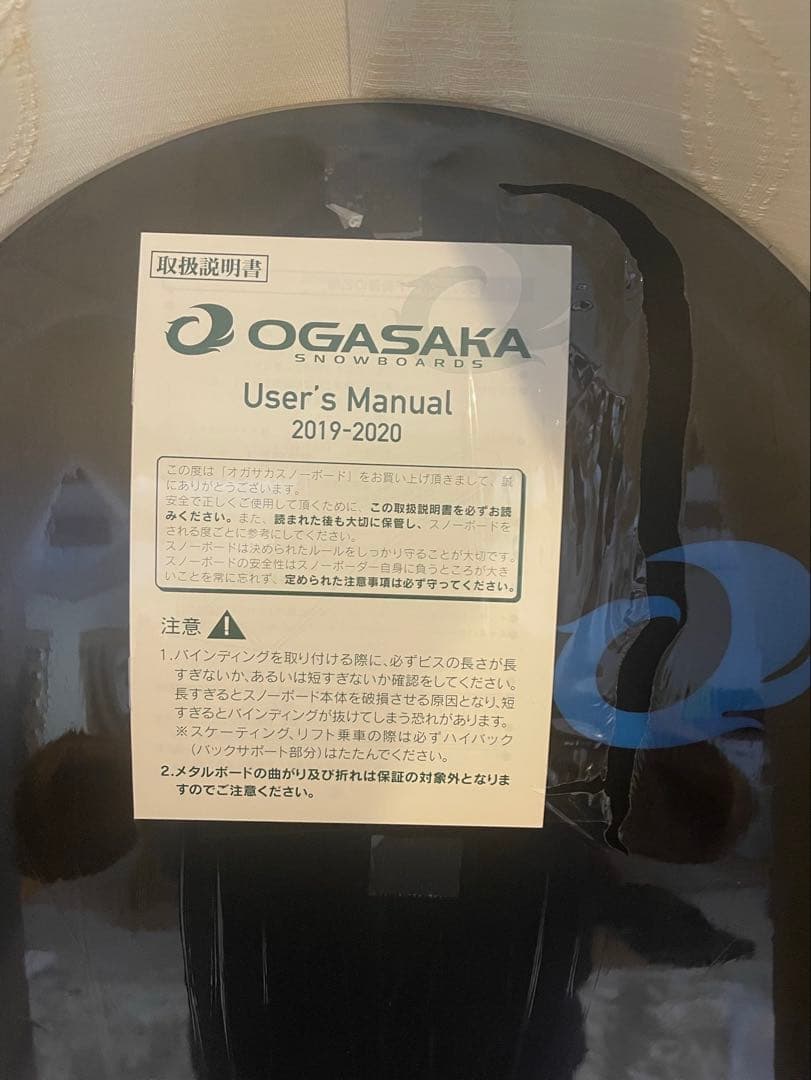 取扱説明書
OGASAKA
SNOWBOARDS
User's Manual
2019-2020
この度は「オガサカスノーボード」をお買い上げ頂きまして、誠
にありがとうございます。
安全で正しくご使用して頂くために、この取扱説明書を必ずお読
みください。また、読まれた後も大切に保管し、スノーボードを
される度ごとに参考にしてください。
スノーボードは決められたルールをしっかり守ることが大切です。
スノーボードの安全性はスノーボーダー自身に負うところが大き
いことを常に忘れず、定められた注意事項は必ず守ってください。
注意
1.バインディングを取り付ける際に、必ずビスの長さが長
すぎないか、あるいは短すぎないか確認をしてください。
長すぎるとスノーボード本体を破損させる原因となり、短
すぎるとバインディングが抜けてしまう恐れがあります。
※スケーティング、リフト乗車の際は必ずハイバック
（バックサポート部分）はたたんでください。
2.メタルボードの曲がり及び折れは保証の対象外となりま
すのでご注意ください。